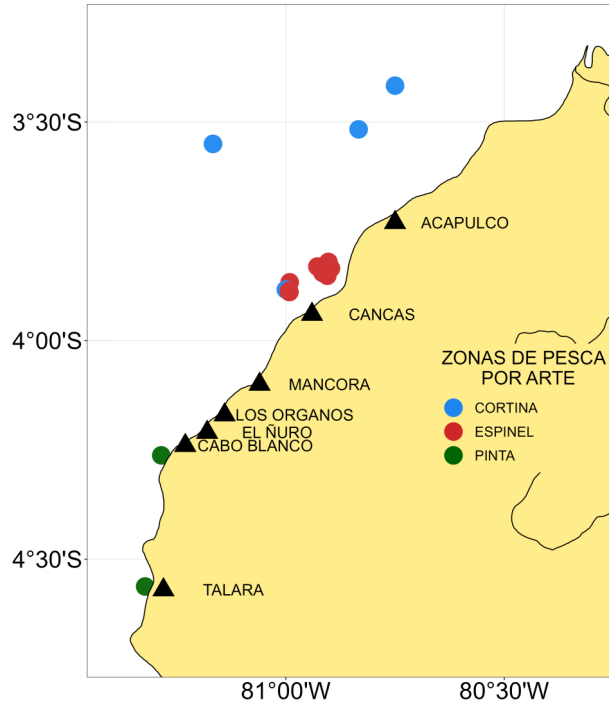 3°30'S
ACAPULCO
CANCAS
4°00'S
ZONAS DE PESCA
POR ARTE
MANCORA
CORTINA
LOS ORGANOS
EL ÑURO
ESPINEL
CABO BLANCO
PINTA
4°30'S
TALARA
81°00'W
80°30'W